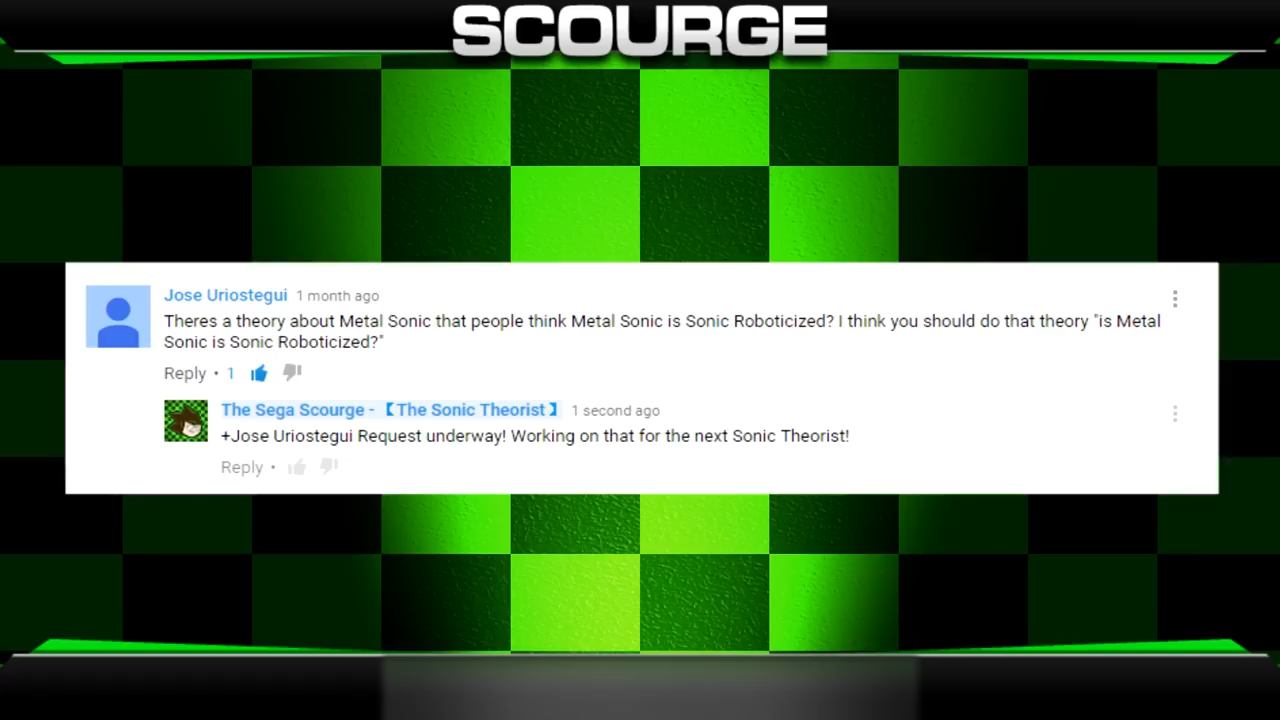 SCOURGE
Jose Uriostegui 1 month ago
Theres a theory about Metal Sonic that people think Metal Sonic is Sonic Roboticized? I think you should do that theory "is Metal
Sonic is Sonic Roboticized?"
Reply • 1
The Sega Scourge - 【The Sonic Theorist】 1 second ago
+Jose Uriostegui Request underway! Working on that for the next Sonic Theorist!
Reply •